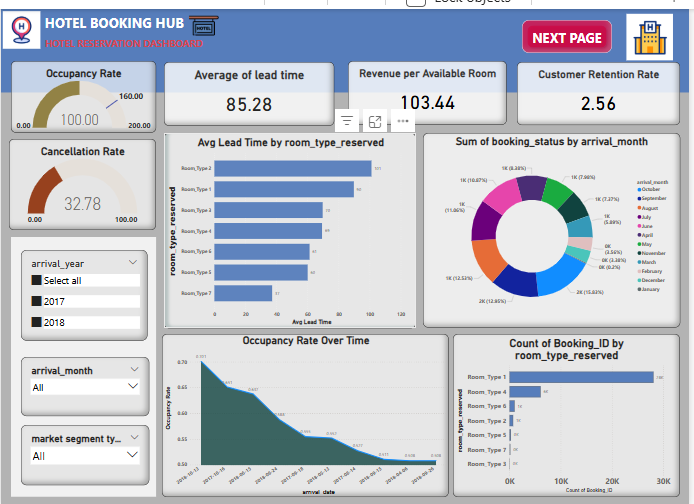 Lock Objects
HOTEL BOOKING HUB
HOTEL
HOTEL RESERVATION DASHBOARD
NEXT PAGE
H
Occupancy Rate
160.00
100.00
0.00
200.00
Average of lead time
85.28
Revenue per Available Room
103.44
Customer Retention Rate
2.56
Cancellation Rate
32.78
0.00
100.00
Avg Lead Time by room_type_reserved
room_type_reserved
Room_Type 2
101
Room_Type 1
Room_Type 3
Room_Type 4
Room_Type 6
Room_Type 5
Room_Type 7
0
20
40
60
80
100
120
Avg Lead Time
Sum of booking_status by arrival_month
1K (8.38%)
1K (7.98%)
1K (7.37%)
1K
(5.88%)
0K
(3.56%)
0K (3.38%)
0K (0.2%)
2K (15.82%)
2K (12.95%)
1K (12.53%)
1K
(11.06%)
1K (10.87%)
arrival_month
October
September
August
July
June
April
May
November
March
February
December
January
arrival_year
Select all
2017
2018
arrival_month
All
market segment ty...
All
Occupancy Rate Over Time
Occupancy Rate
0.70
0.65
0.60
0.55
0.50
arrival_date
Count of Booking_ID by
room_type_reserved
room_type_reserved
Room_Type 1
Room_Type 4
Room_Type 6
Room_Type 2
Room_Type 5
Room_Type 7
Room_Type 3
0K
10K
20K
30K
Count of Booking_ID